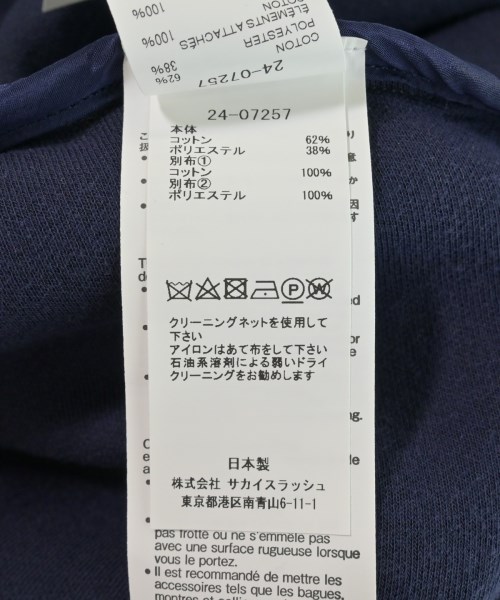 100%
ÉLÉMENTS ATTACHÉS
POLYESTER 100%
COTON 38%
62%
24-07257
24-07257
本体
コットン 62%
ポリエステル 38%
別布①
コットン 100%
別布②
ポリエステル 100%
クリーニングネットを使用して
下さい
アイロンはあて布をして下さい
石油系溶剤による弱いドライ
クリーニングをお勧めします
日本製
株式会社 サカイスラッシュ
東京都港区南青山6-11-1
pas frotté ou ne s'emmêle pas
avec une surface rugueuse lorsque
vous le portez.
• Il est recommandé de mettre les
accessoires tels que les bagues,